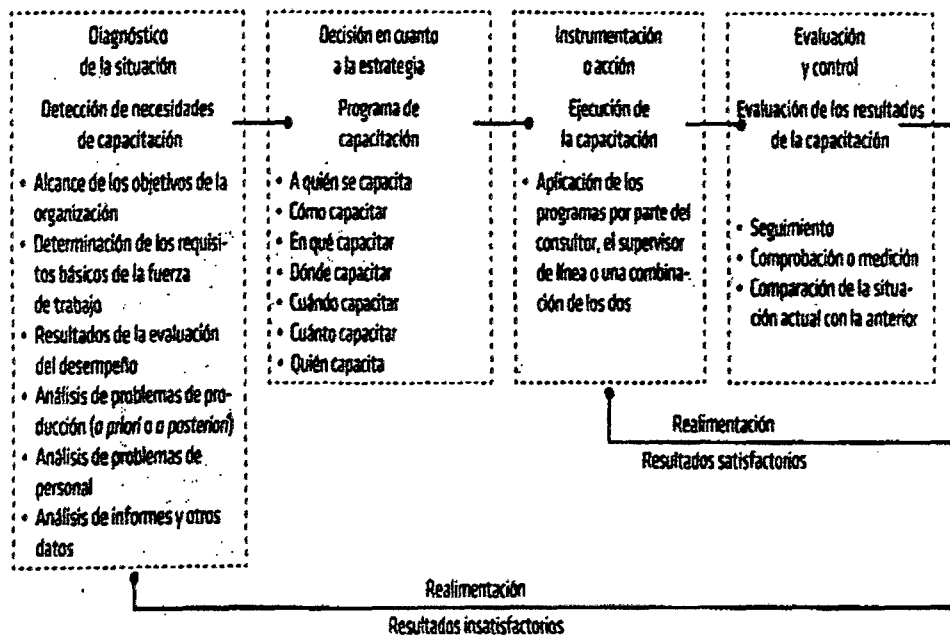 Diagnóstico
de la situación
Detección de necesidades
de capacitación
• Alcance de los objetivos de la
organización
• Determinación de los requisi-
tos básicos de la fuerza
de trabajo
• Resultados de la evaluación
del desempeño
• Análisis de problemas de pro-
ducción (a priori o a posteriori)
• Análisis de problemas de
personal
• Análisis de informes y otros
datos
Decisión en cuanto
a la estrategia
Programa de
capacitación
• A quién se capacita
• Cómo capacitar
• En qué capacitar
• Dónde capacitar
• Cuándo capacitar
• Cuánto capacitar
• Quién capacita
Instrumentación
o acción
Ejecución de
la capacitación
• Aplicación de los
programas por parte del
consultor, el supervisor
de línea o una combina-
ción de los dos
Evaluación
y control
Evaluación de los resultados
de la capacitación
• Seguimiento
• Comprobación o medición
• Comparación de la situa-
ción actual con la anterior
Realimentación
Resultados satisfactorios
Realimentación
Resultados insatisfactorios